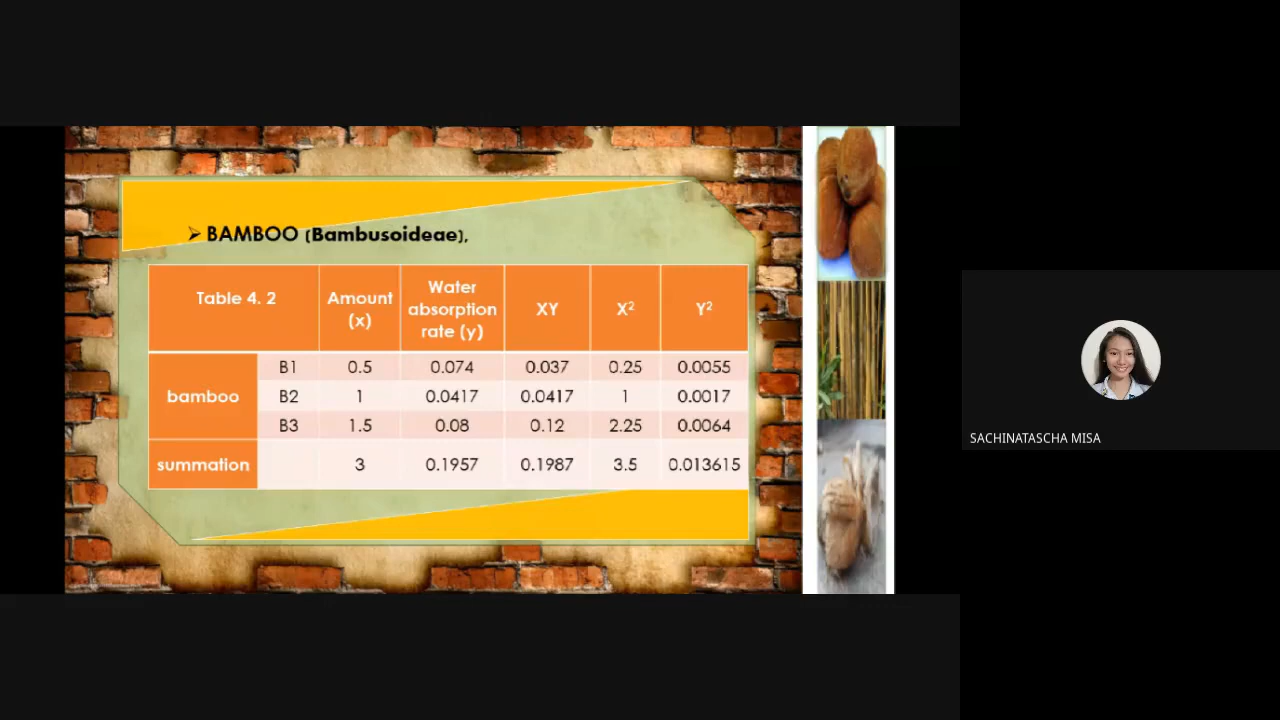 ➢ BAMBOO (Bambusoideae),
Table 4. 2 Amount (x) Water absorption rate (y) XY X² Y²
bamboo B1 0.5 0.074 0.037 0.25 0.0055
B2 1 0.0417 0.0417 1 0.0017
B3 1.5 0.08 0.12 2.25 0.0064
summation 3 0.1957 0.1987 3.5 0.013615
SACHINATASCHA MISA